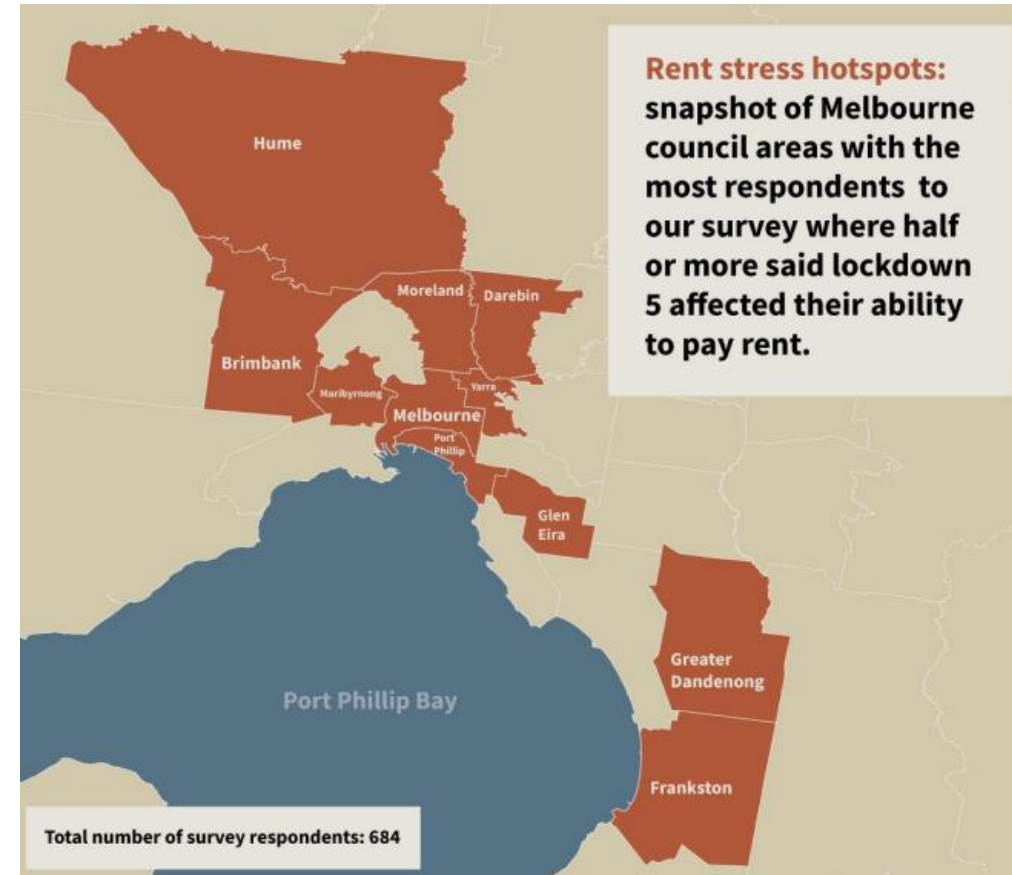 Rent stress hotspots:
snapshot of Melbourne
council areas with the
most respondents to
our survey where half
or more said lockdown
5 affected their ability
to pay rent.
Hume
Moreland
Darebin
Brimbank
Maribyrnong
Yarra
Melbourne
Port
Phillip
Glen
Eira
Greater
Dandenong
Port Phillip Bay
Frankston
Total number of survey respondents: 684